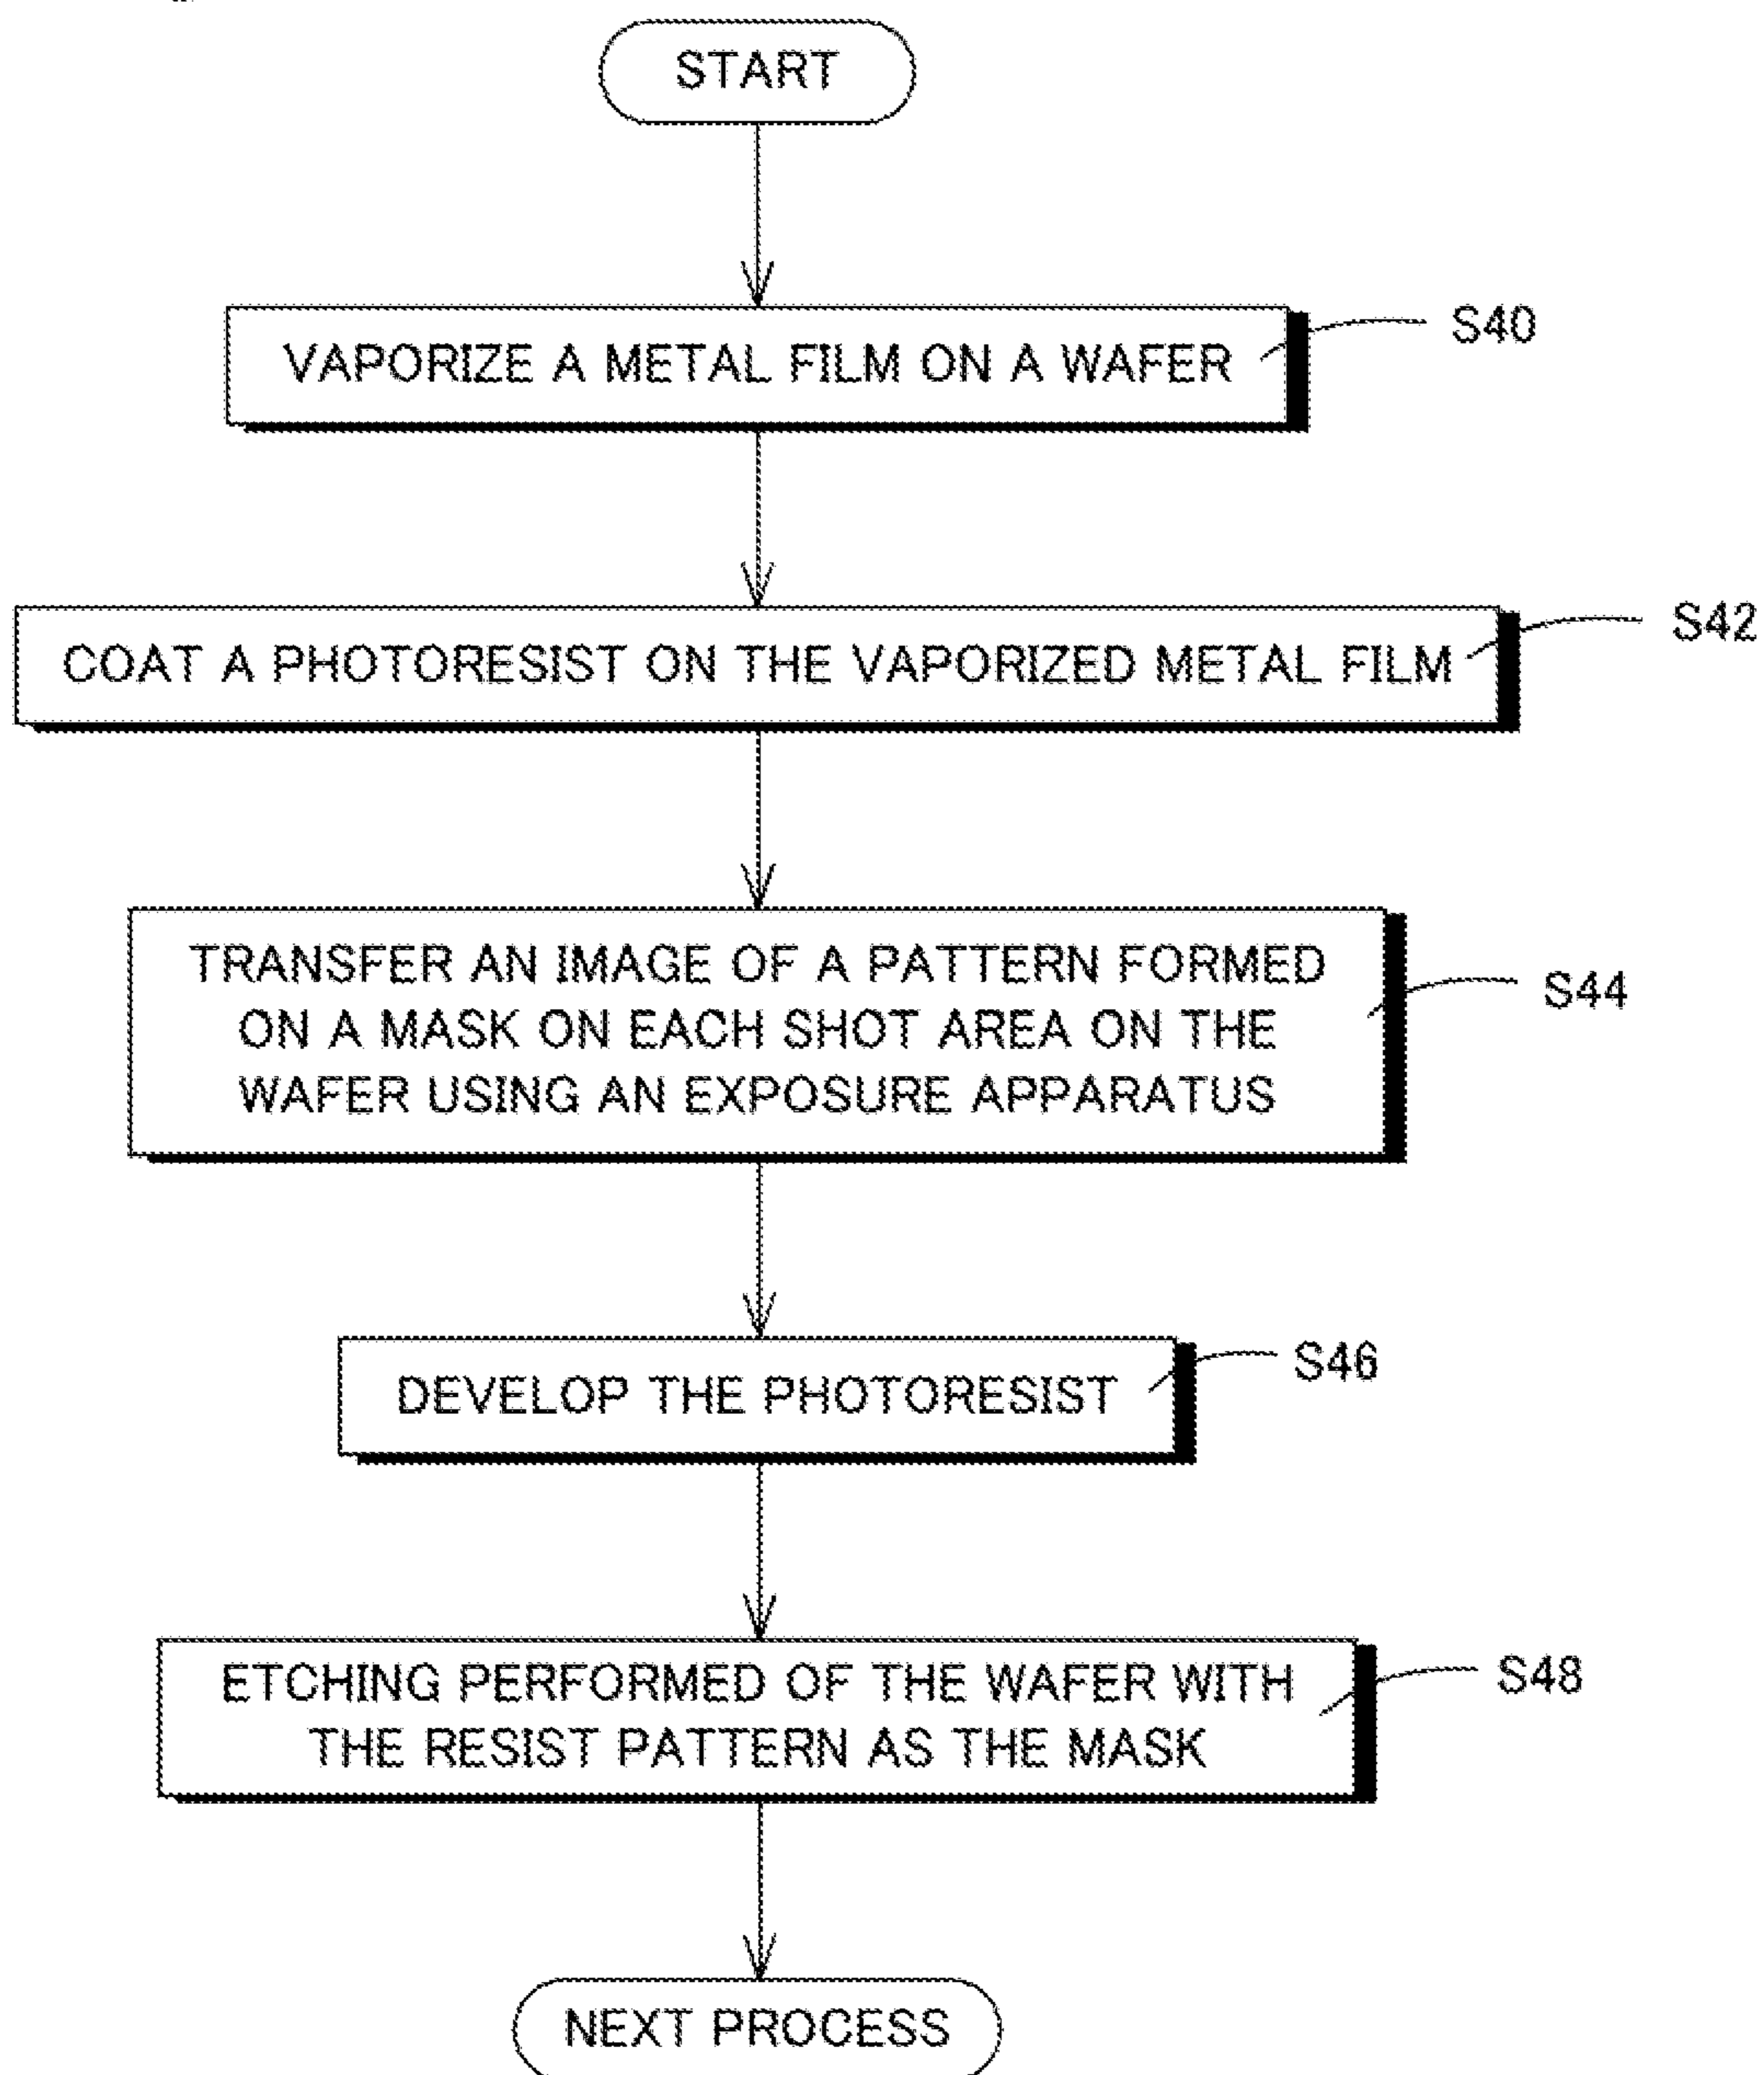 START
VAPORIZE A METAL FILM ON A WAFER
S40
COAT A PHOTORESIST ON THE VAPORIZED METAL FILM
S42
TRANSFER AN IMAGE OF A PATTERN FORMED
ON A MASK ON EACH SHOT AREA ON THE
WAFER USING AN EXPOSURE APPARATUS
S44
DEVELOP THE PHOTORESIST
S46
ETCHING PERFORMED OF THE WAFER WITH
THE RESIST PATTERN AS THE MASK
S48
NEXT PROCESS